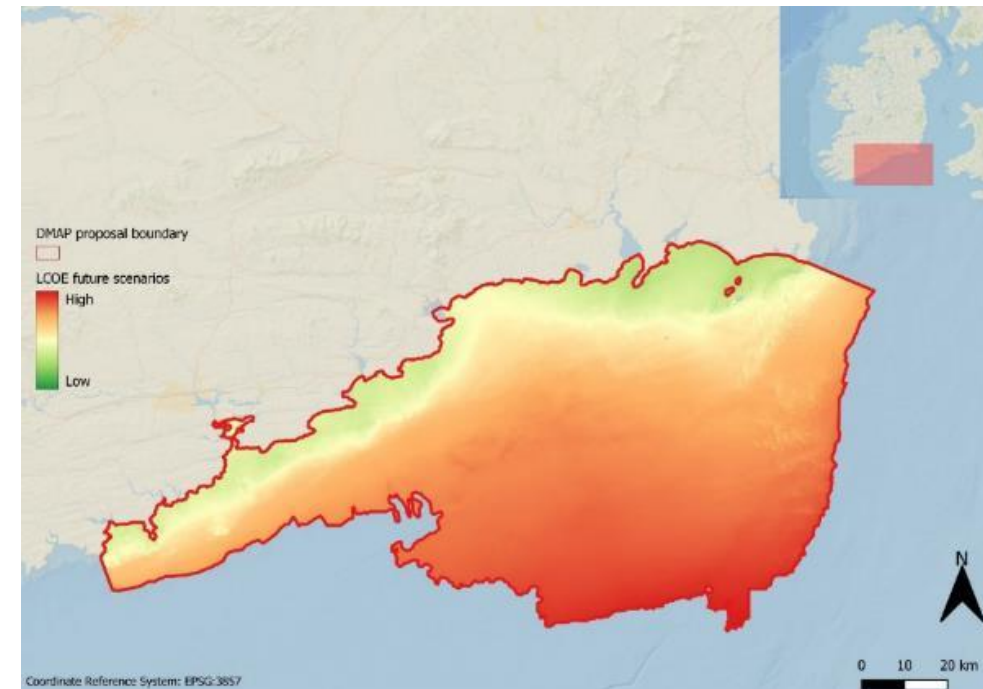 DMAP proposal boundary
LCOE future scenarios
High
Low
N
0 10 20 km
Coordinate Reference System: EPSG:3857